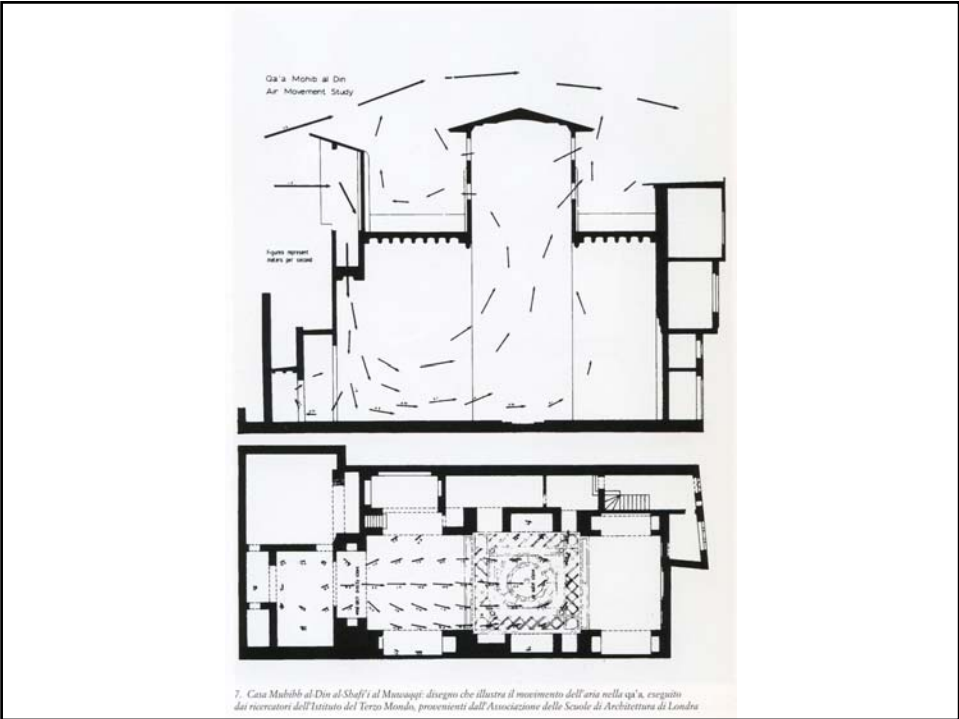 Qa'a Mohib al Din
Air Movement Study
Figures represent
meters per second
7. Casa Muhibb al-Din al-Shafi'i al Muwaqqi: disegno che illustra il movimento dell'aria nella qa'a, eseguito
dai ricercatori dell'Istituto del Terzo Mondo, provenienti dall'Associazione delle Scuole di Architettura di Londra